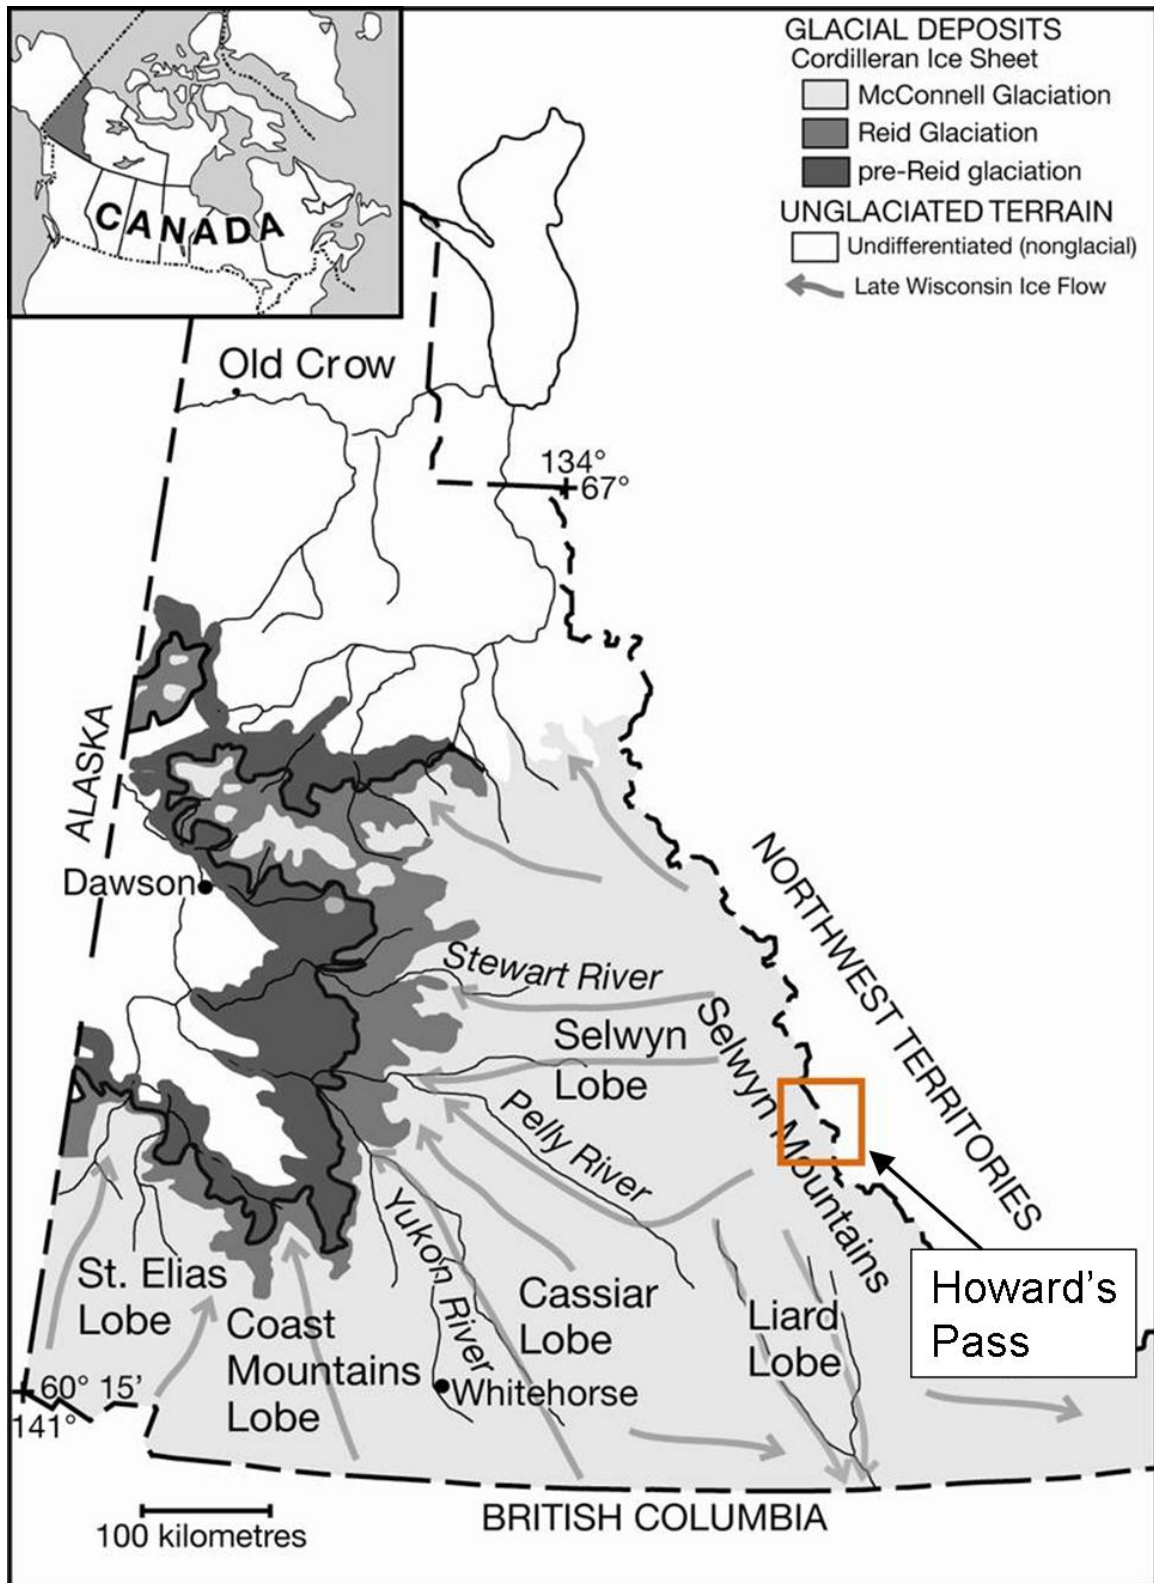 GLACIAL DEPOSITS
Cordilleran Ice Sheet
McConnell Glaciation
Reid Glaciation
pre-Reid glaciation
UNGLACIATED TERRAIN
Undifferentiated (nonglacial)
Late Wisconsin Ice Flow
CANADA
Old Crow
134°
67°
ALASKA
Dawson
NORTHWEST TERRITORIES
Stewart River
Selwyn
Lobe
Selwyn Mountains
Pelly River
Yukon River
St. Elias
Lobe
Coast
Mountains
Lobe
Cassiar
Lobe
Liard
Lobe
Howard's
Pass
Whitehorse
60° 15'
141°
100 kilometres
BRITISH COLUMBIA